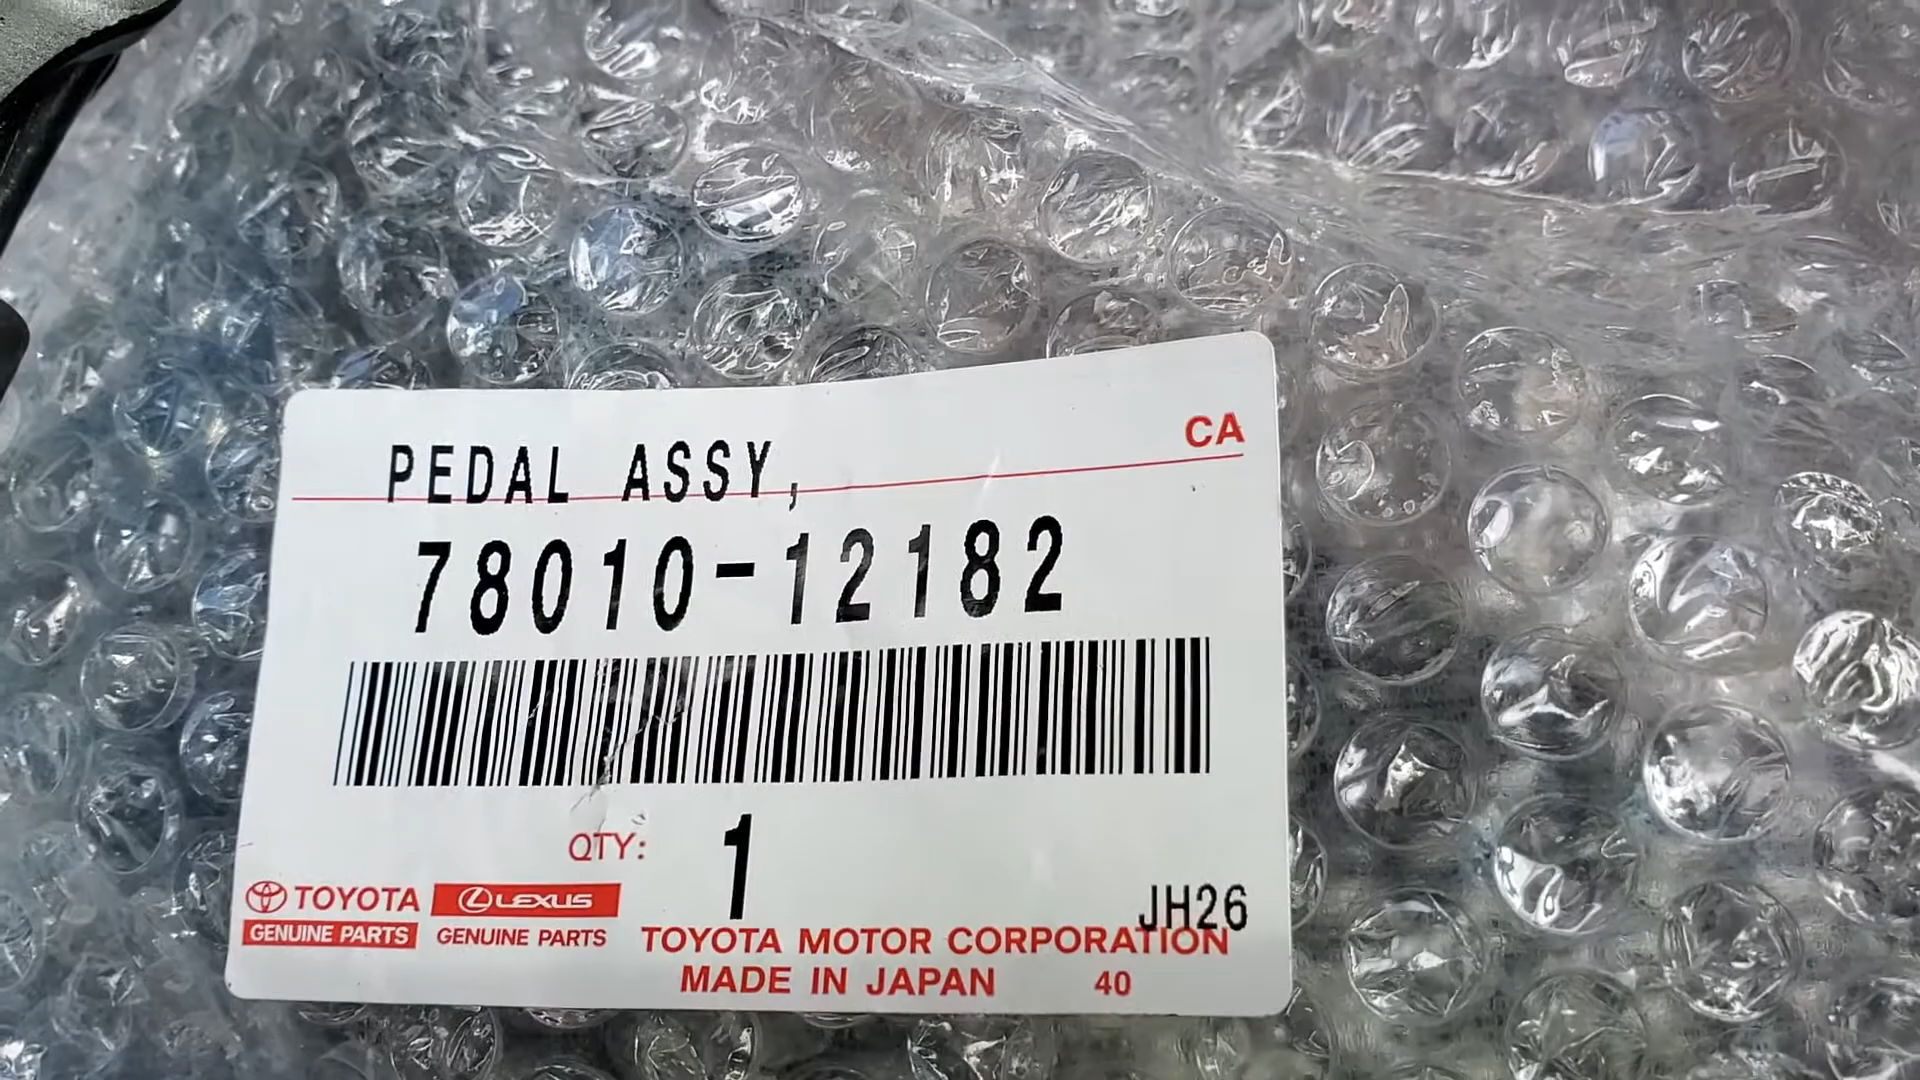 CA
PEDAL ASSY,
78010-12182
QTY: 1
JH26
TOYOTA LEXUS
GENUINE PARTS GENUINE PARTS
TOYOTA MOTOR CORPORATION
MADE IN JAPAN 40